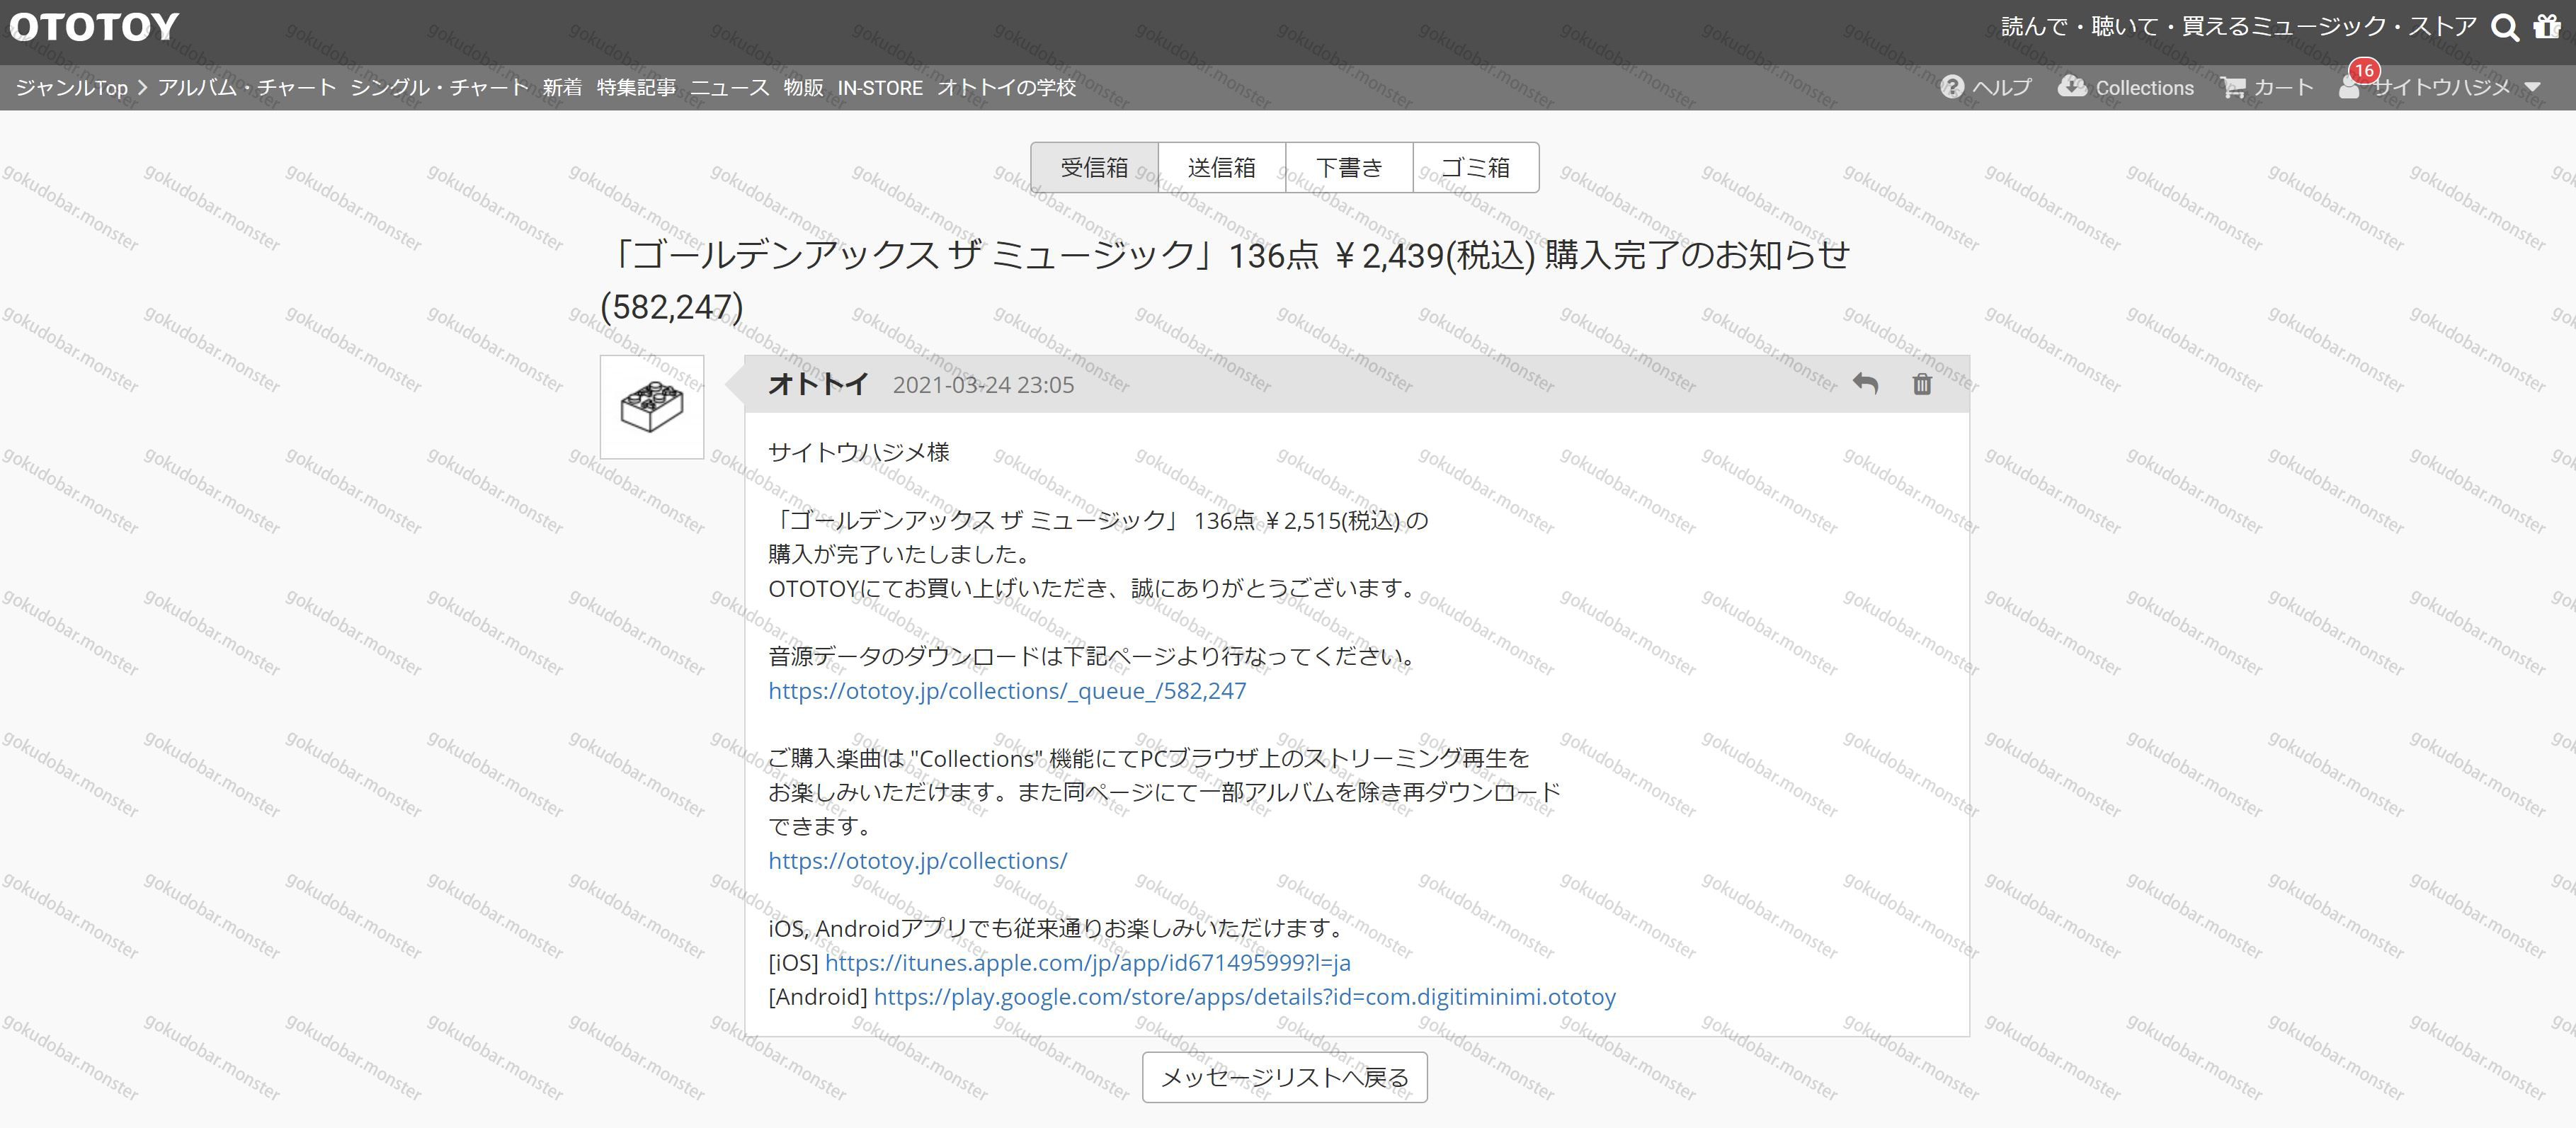 OTOTOY
読んで・聴いて・買えるミュージック・ストア
ジャンルTop アルバム・チャート シングル・チャート 新着 特集記事 ニュース 物販 IN-STORE オトトイの学校
ヘルプ Collections カート 16 サイトウハジメ
受信箱 送信箱 下書き ゴミ箱
「ゴールデンアックス ザ ミュージック」136点 ￥2,439(税込) 購入完了のお知らせ
(582,247)
オトトイ 2021-03-24 23:05
サイトウハジメ様
「ゴールデンアックス ザ ミュージック」 136点 ￥2,515(税込) の
購入が完了いたしました。
OTOTOYにてお買い上げいただき、誠にありがとうございます。
音源データのダウンロードは下記ページより行なってください。
https://ototoy.jp/collections/_queue_/582,247
ご購入楽曲は "Collections" 機能にてPCブラウザ上のストリーミング再生を
お楽しみいただけます。また同ページにて一部アルバムを除き再ダウンロード
できます。
https://ototoy.jp/collections/
iOS, Androidアプリでも従来通りお楽しみいただけます。
[iOS] https://itunes.apple.com/jp/app/id671495999?l=ja
[Android] https://play.google.com/store/apps/details?id=com.digitiminimi.ototoy
メッセージリストへ戻る
gokudobar.monster